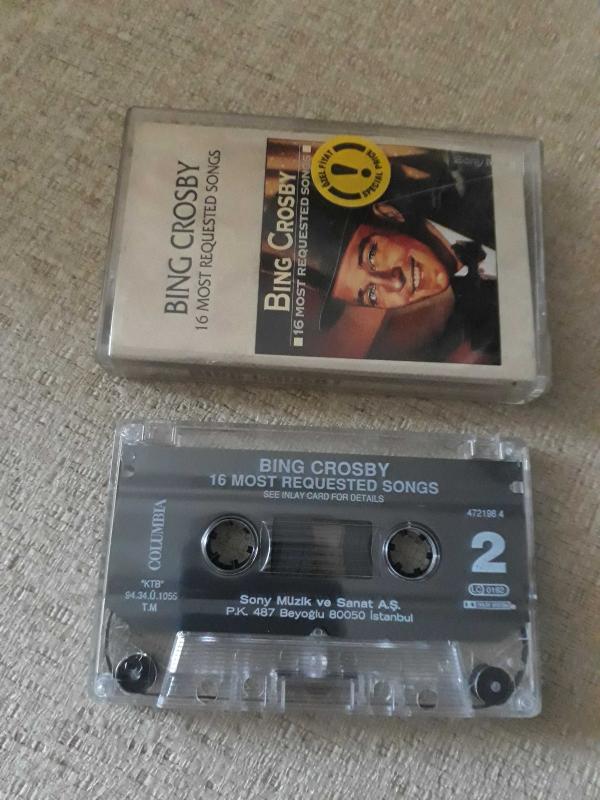 BING CROSBY
16 MOST REQUESTED SONGS
BING CROSBY
16 MOST REQUESTED SONGS
ÖZEL FİYAT
SPECIAL PRICE
BING CROSBY
16 MOST REQUESTED SONGS
SEE INLAY CARD FOR DETAILS
COLUMBIA
472198 4
2
LC 0162
"KTB"
94.34.Ü.1055
T.M
Sony Müzik ve Sanat A.Ş.
P.K. 487 Beyoğlu 80050 İstanbul